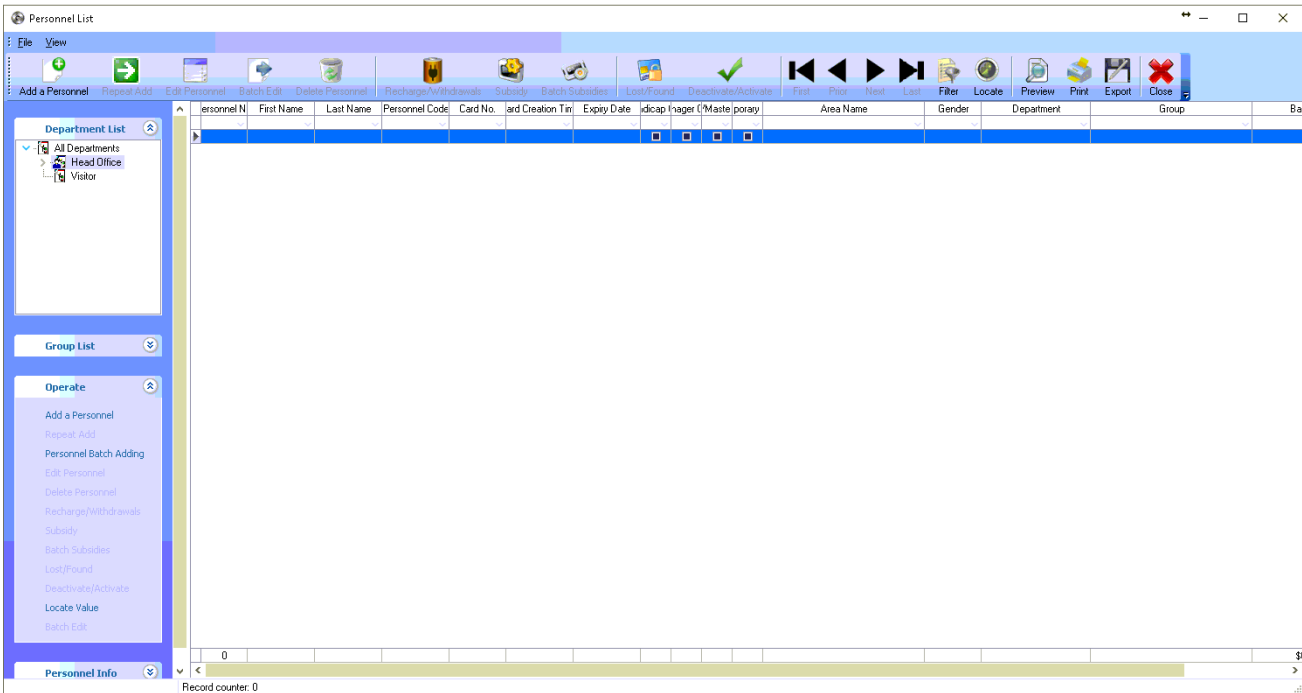 Personnel List
File View
Add a Personnel Repeat Add Edit Personnel Batch Edit Delete Personnel Recharge/Withdrawals Subsidy Batch Subsidies Lost/Found Deactivate/Activate First Prior Next Last Filter Locate Preview Print Export Close
ersonnel N First Name Last Name Personnel Code Card No. ard Creation Tim Expiry Date dicap nager Maste porary Area Name Gender Department Group Ba
Department List
All Departments
Head Office
Visitor
Group List
Operate
Add a Personnel
Repeat Add
Personnel Batch Adding
Edit Personnel
Delete Personnel
Recharge/Withdrawals
Subsidy
Batch Subsidies
Lost/Found
Deactivate/Activate
Locate Value
Batch Edit
Personnel Info
0 $
Record counter: 0